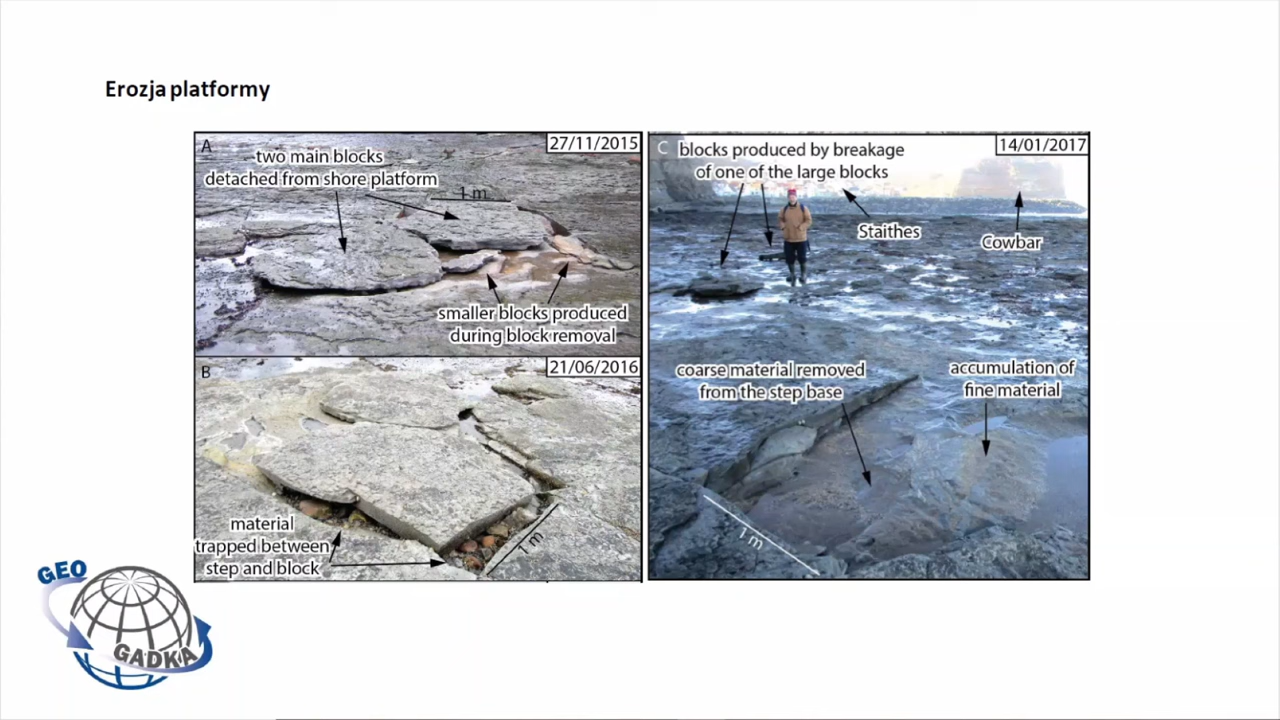 Erozja platformy
A
27/11/2015
two main blocks
detached from shore platform
1 m
smaller blocks produced
during block removal
B
21/06/2016
material
trapped between
step and block
1 m
C
14/01/2017
blocks produced by breakage
of one of the large blocks
Staithes
Cowbar
coarse material removed
from the step base
accumulation of
fine material
1 m
GEO
GADKA